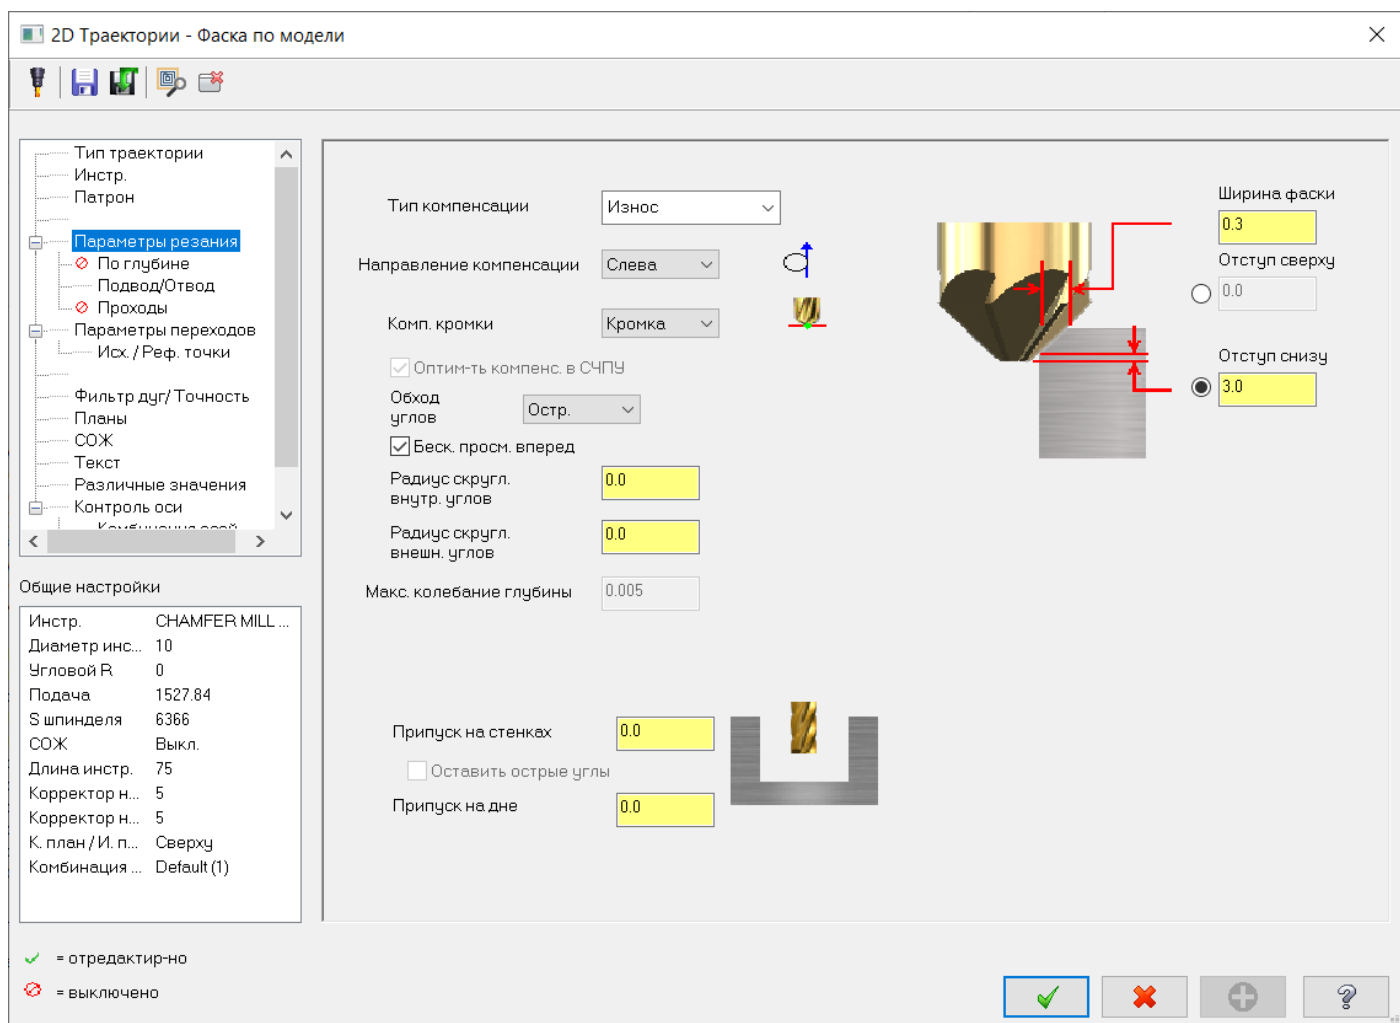 2D Траектории - Фаска по модели
Тип траектории
Инстр.
Патрон
Параметры резания
По глубине
Подвод/Отвод
Проходы
Параметры переходов
Исх. / Реф. точки
Фильтр дуг/ Точность
Планы
СОЖ
Текст
Различные значения
Контроль оси
Общие настройки
Инстр. CHAMFER MILL ...
Диаметр инс... 10
Угловой R 0
Подача 1527.84
S шпинделя 6366
СОЖ Выкл.
Длина инстр. 75
Корректор н... 5
Корректор н... 5
К. план / И. п... Сверху
Комбинация ... Default (1)
= отредактир-но
= выключено
Тип компенсации Износ
Направление компенсации Слева
Комп. кромки Кромка
Оптим-ть компенс. в СЧПУ
Обход
углов Остр.
Беск. просм. вперед
Радиус скругл.
внутр. углов 0.0
Радиус скругл.
внешн. углов 0.0
Макс. колебание глубины 0.005
Припуск на стенках 0.0
Оставить острые углы
Припуск на дне 0.0
Ширина фаски
0.3
Отступ сверху
0.0
Отступ снизу
3.0